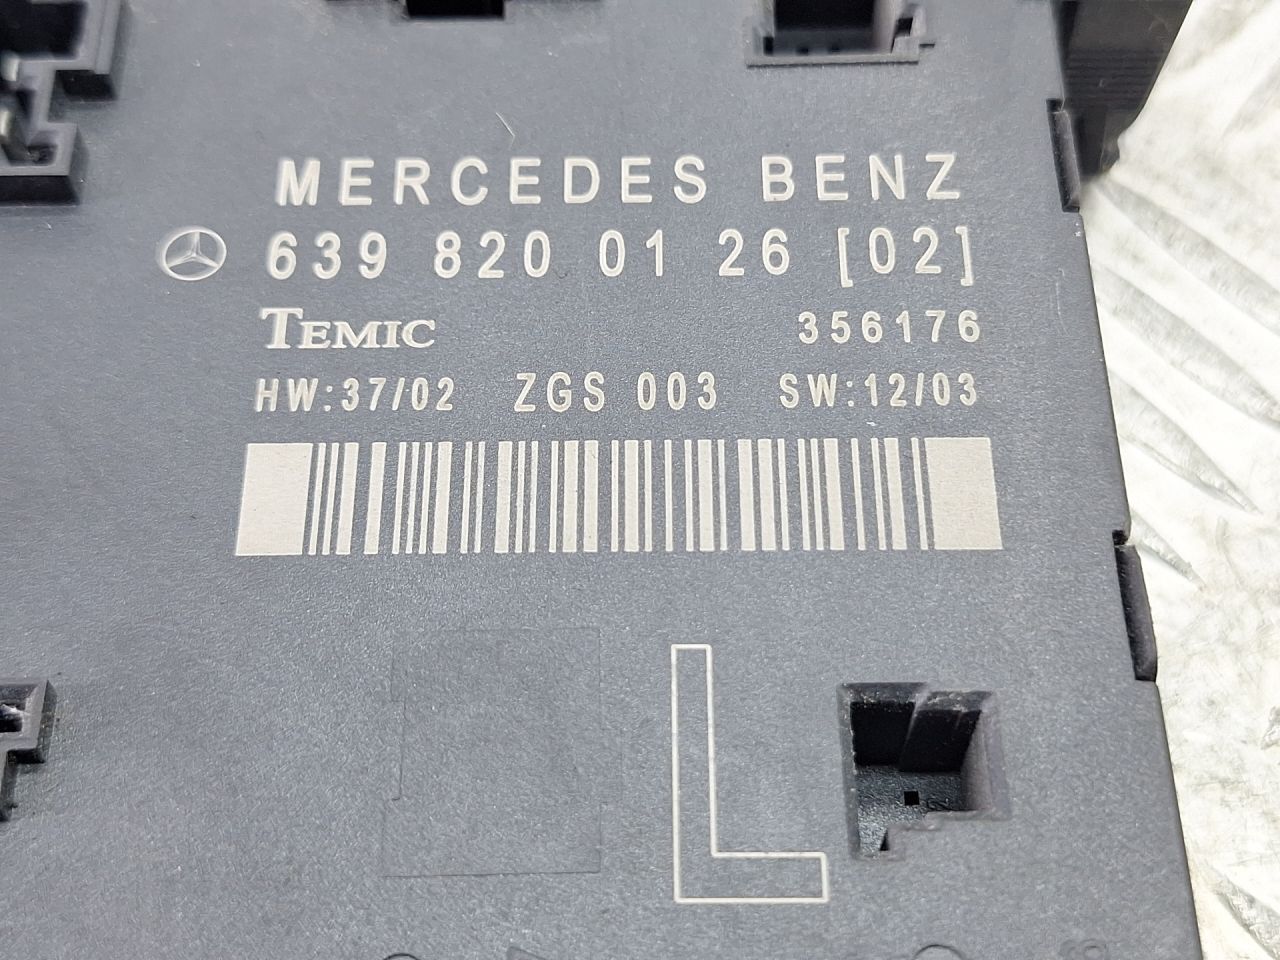 MERCEDES BENZ
639 820 01 26 [02]
TEMIC 356176
HW:37/02 ZGS 003 SW:12/03
L